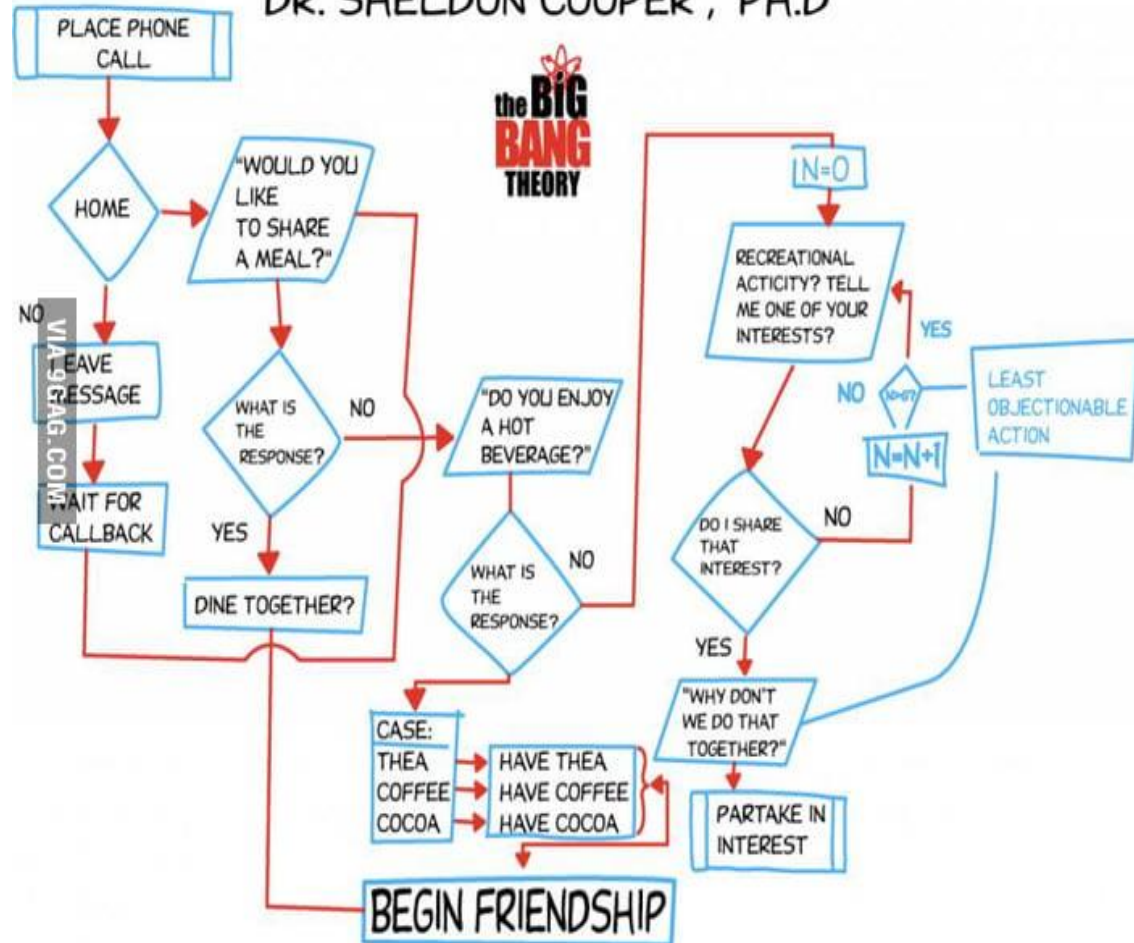 DR. SHELDON COOPER, PH.D
PLACE PHONE
CALL
the BiG
BANG
THEORY
HOME
"WOULD YOU
LIKE
TO SHARE
A MEAL?"
N=0
RECREATIONAL
ACTICITY? TELL
ME ONE OF YOUR
INTERESTS?
NO
VIA 9GAG.COM
EAVE
MESSAGE
WAIT FOR
CALLBACK
WHAT IS
THE
RESPONSE?
NO
YES
DINE TOGETHER?
"DO YOU ENJOY
A HOT
BEVERAGE?"
WHAT IS
THE
RESPONSE?
NO
YES
NO
LEAST
OBJECTIONABLE
ACTION
N=N+1
DO I SHARE
THAT
INTEREST?
NO
YES
"WHY DON'T
WE DO THAT
TOGETHER?"
PARTAKE IN
INTEREST
CASE:
THEA
COFFEE
COCOA
HAVE THEA
HAVE COFFEE
HAVE COCOA
BEGIN FRIENDSHIP